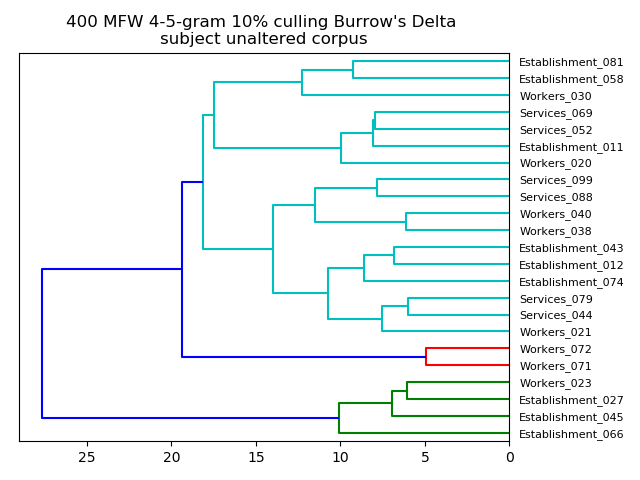 400 MFW 4-5-gram 10% culling Burrow's Delta
subject unaltered corpus
Establishment_081
Establishment_058
Workers_030
Services_069
Services_052
Establishment_011
Workers_020
Services_099
Services_088
Workers_040
Workers_038
Establishment_043
Establishment_012
Establishment_074
Services_079
Services_044
Workers_021
Workers_072
Workers_071
Workers_023
Establishment_027
Establishment_045
Establishment_066
25 20 15 10 5 0